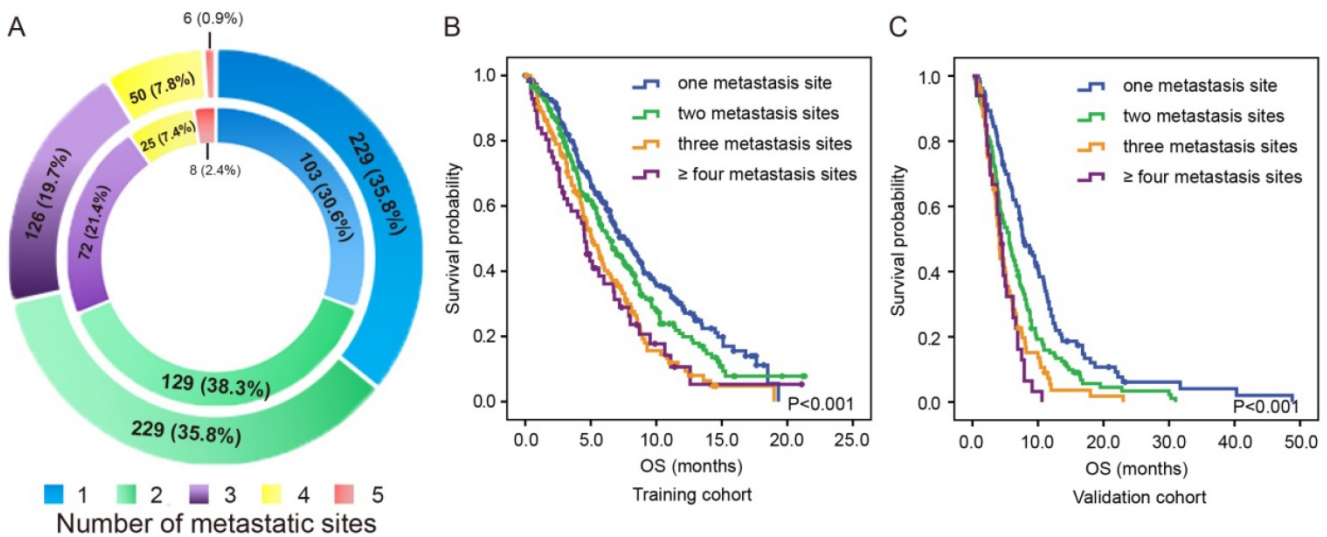 A
6 (0.9%)
50 (7.8%)
25 (7.4%)
8 (2.4%)
229 (35.8%)
103 (30.6%)
126 (19.7%)
72 (21.4%)
129 (38.3%)
229 (35.8%)
1 2 3 4 5
Number of metastatic sites
B
Survival probability
1.0
0.8
0.6
0.4
0.2
0.0
one metastasis site
two metastasis sites
three metastasis sites
≥ four metastasis sites
P<0.001
0.0 5.0 10.0 15.0 20.0 25.0
OS (months)
Training cohort
C
Survival probability
1.0
0.8
0.6
0.4
0.2
0.0
one metastasis site
two metastasis sites
three metastasis sites
≥ four metastasis sites
P<0.001
0.0 10.0 20.0 30.0 40.0 50.0
OS (months)
Validation cohort